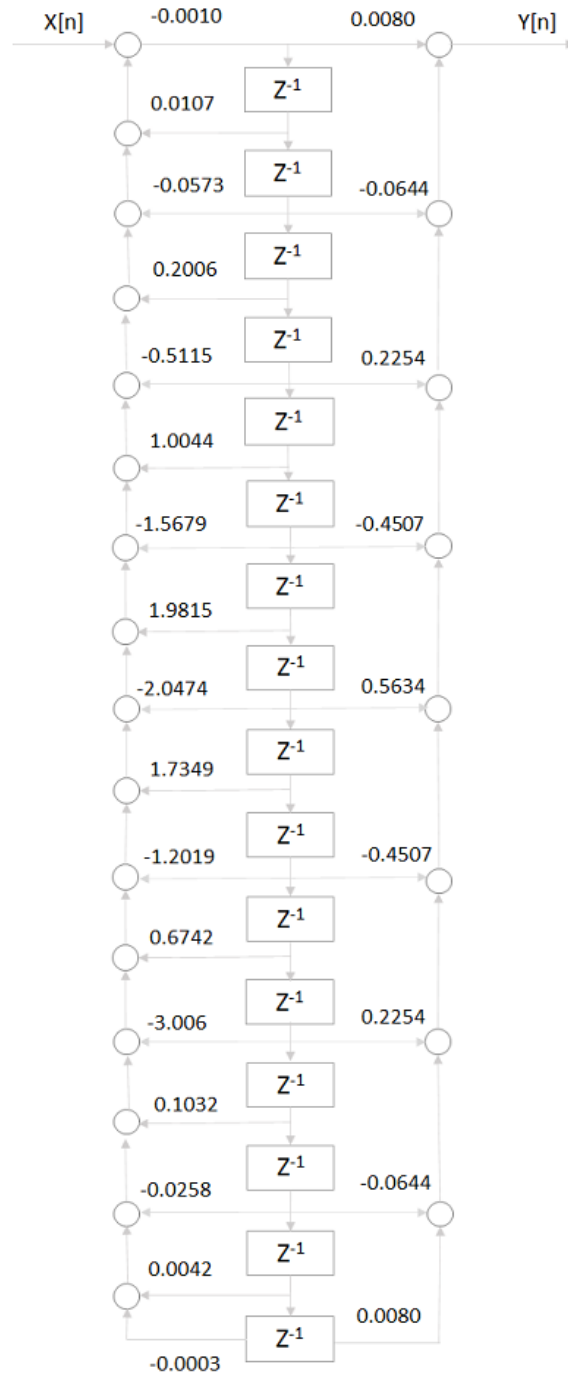 X[n] -0.0010 0.0080 Y[n]
Z⁻¹
0.0107
Z⁻¹
-0.0573 -0.0644
Z⁻¹
0.2006
Z⁻¹
-0.5115 0.2254
Z⁻¹
1.0044
Z⁻¹
-1.5679 -0.4507
Z⁻¹
1.9815
Z⁻¹
-2.0474 0.5634
Z⁻¹
1.7349
Z⁻¹
-1.2019 -0.4507
Z⁻¹
0.6742
Z⁻¹
-3.006 0.2254
Z⁻¹
0.1032
Z⁻¹
-0.0258 -0.0644
Z⁻¹
0.0042
Z⁻¹ 0.0080
-0.0003